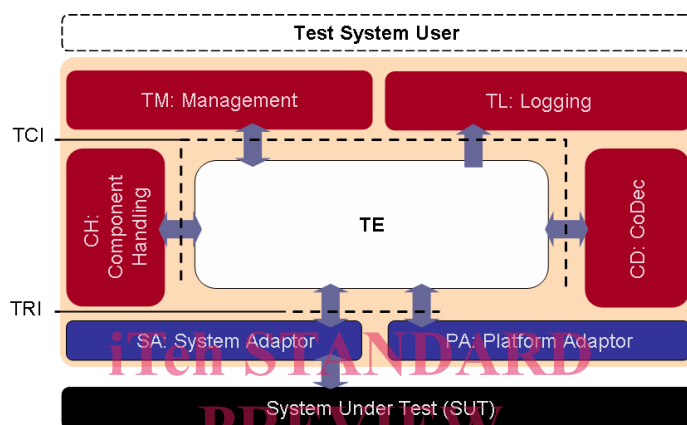 Test System User
TM: Management
TL: Logging
TCI
CH:
Component
Handling
TE
CD: CoDec
TRI
SA: System Adaptor
PA: Platform Adaptor
iTeh STANDARD
System Under Test (SUT)
PREVIEW